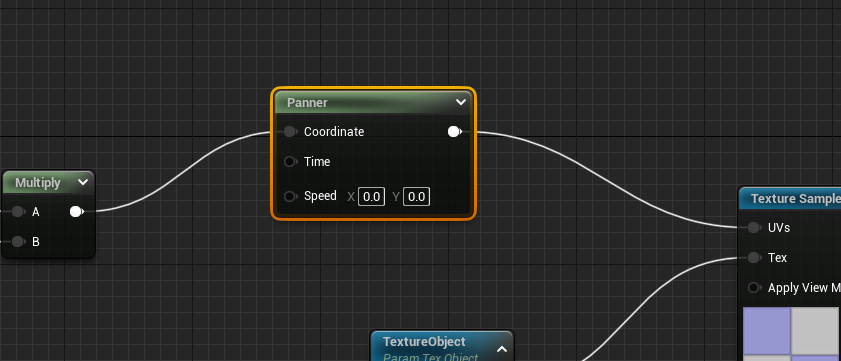 Panner
Coordinate
Time
Speed X 0.0 Y 0.0
Multiply
A
B
Texture Sample
UVs
Tex
Apply View M
TextureObject
Param Tex Object